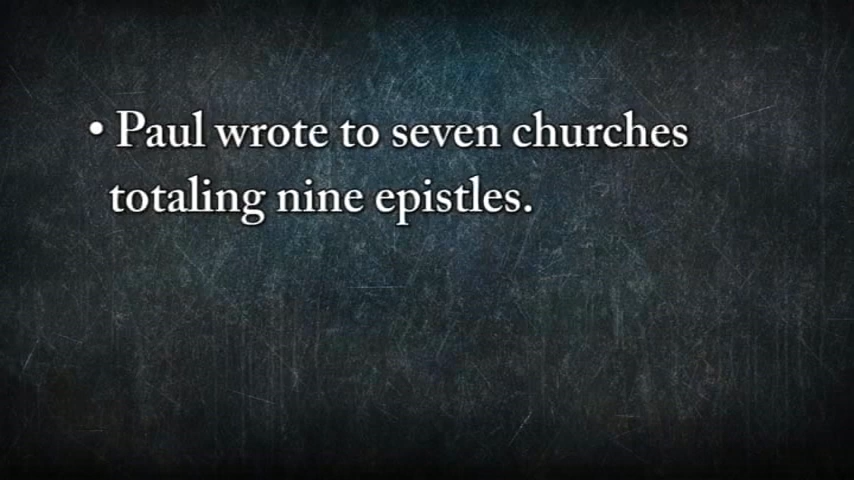 • Paul wrote to seven churches
totaling nine epistles.